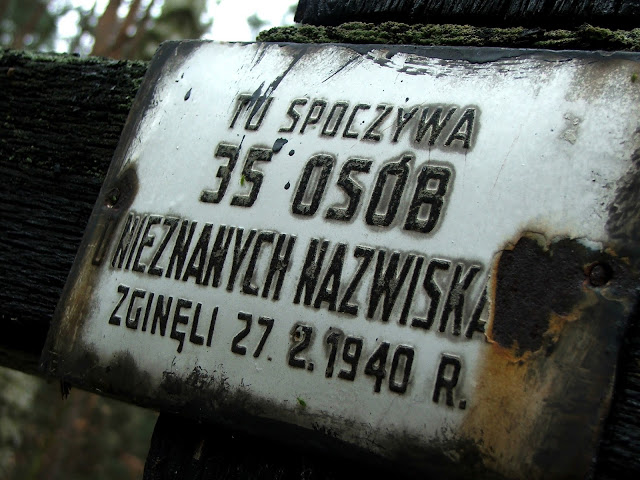 TU SPOCZYWA
35 OSÓB
O NIEZNANYCH NAZWISKA
ZGINĘLI 27. 2. 1940 R.